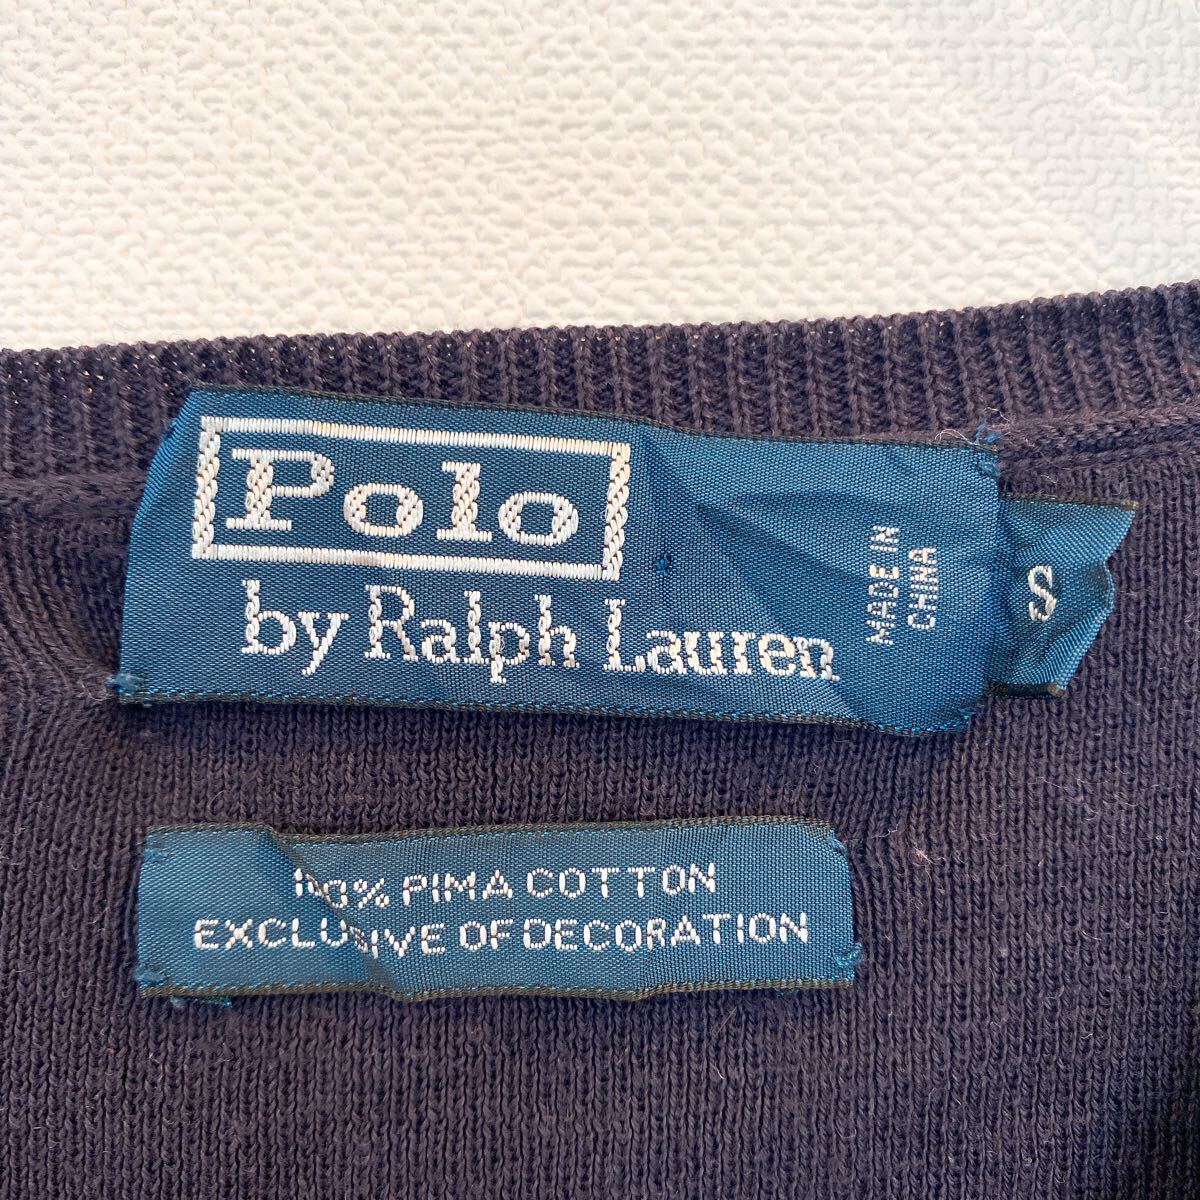 Polo
by Ralph Lauren
MADE IN
CHINA
S
100% PIMA COTTON
EXCLUSIVE OF DECORATION